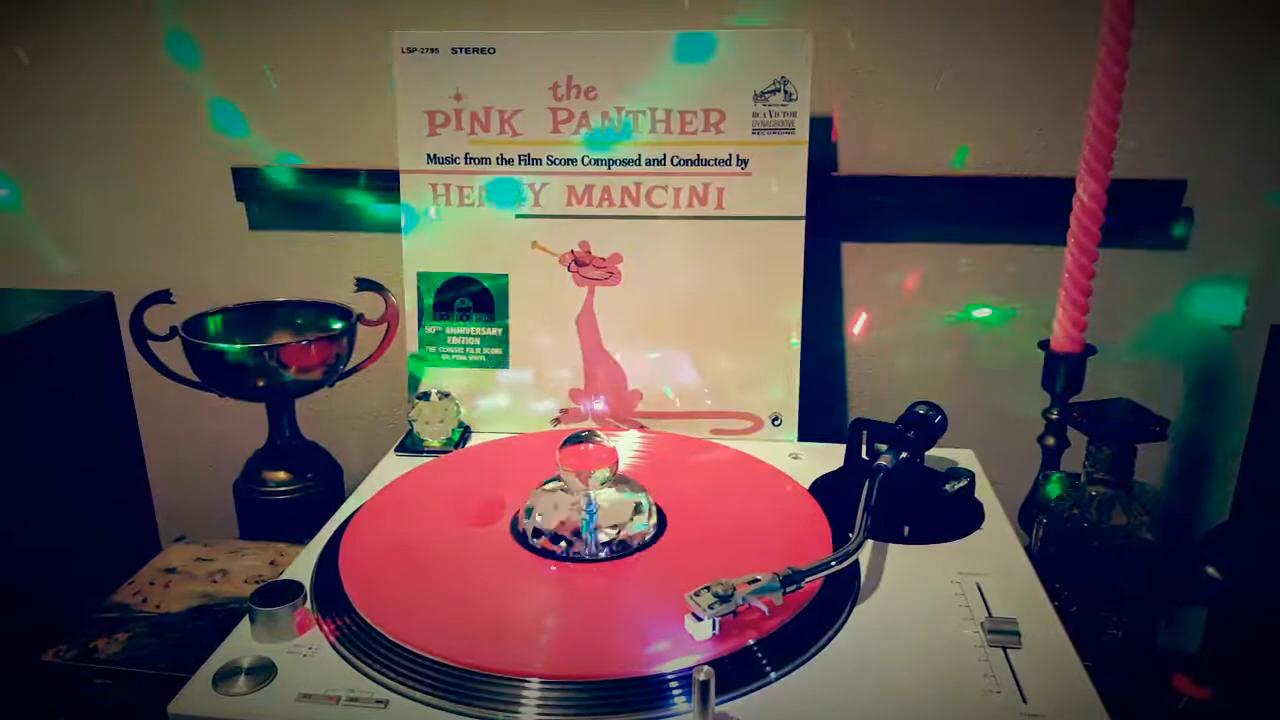 LSP-2795 STEREO
the
PINK PANTHER
RCA VICTOR
DYNAGROOVE
RECORDING
Music from the Film Score Composed and Conducted by
HENRY MANCINI
50TH ANNIVERSARY
EDITION
THE CLASSIC FILM SCORE
ON PINK VINYL